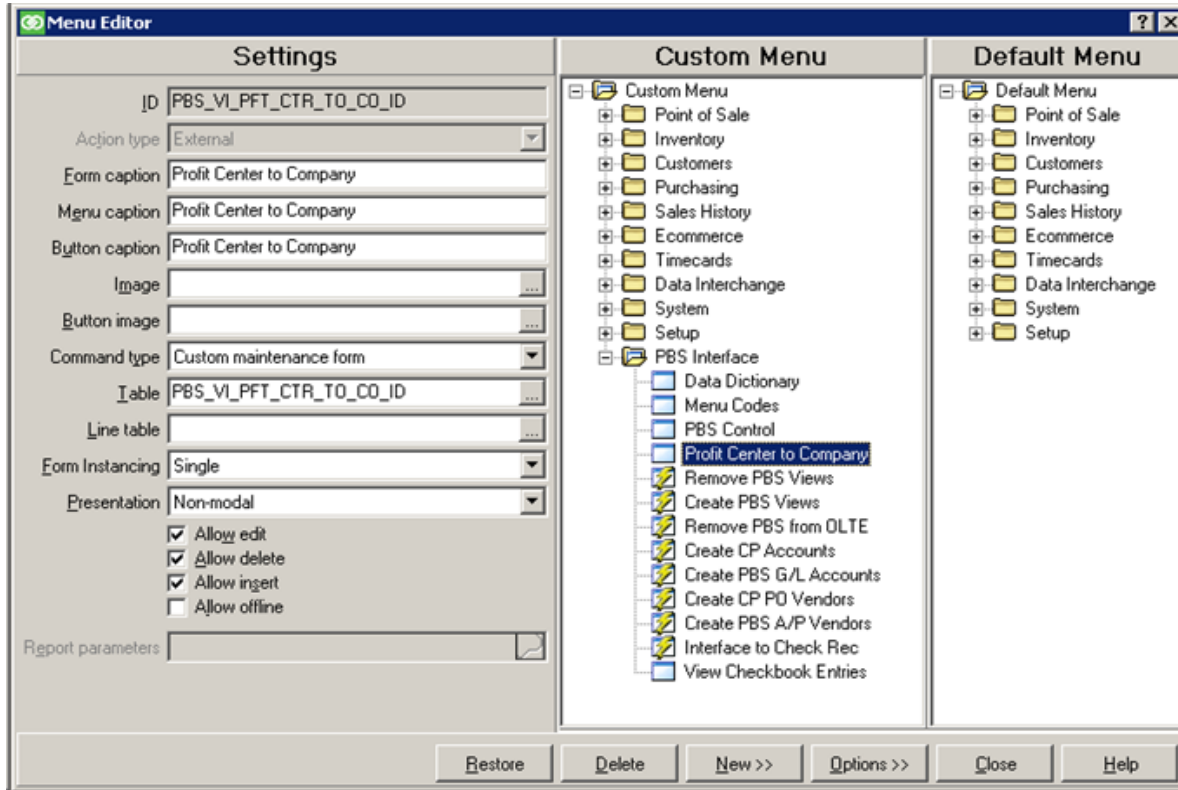 Menu Editor
? X
Settings
ID PBS_VI_PFT_CTR_TO_CO_ID
Action type External
Form caption Profit Center to Company
Menu caption Profit Center to Company
Button caption Profit Center to Company
Image ...
Button image ...
Command type Custom maintenance form
Table PBS_VI_PFT_CTR_TO_CO_ID ...
Line table ...
Form Instancing Single
Presentation Non-modal
Allow edit
Allow delete
Allow insert
Allow offline
Report parameters
Custom Menu
Custom Menu
Point of Sale
Inventory
Customers
Purchasing
Sales History
Ecommerce
Timecards
Data Interchange
System
Setup
PBS Interface
Data Dictionary
Menu Codes
PBS Control
Profit Center to Company
Remove PBS Views
Create PBS Views
Remove PBS from OLTE
Create CP Accounts
Create PBS G/L Accounts
Create CP PO Vendors
Create PBS A/P Vendors
Interface to Check Rec
View Checkbook Entries
Default Menu
Default Menu
Point of Sale
Inventory
Customers
Purchasing
Sales History
Ecommerce
Timecards
Data Interchange
System
Setup
Restore
Delete
New >>
Options >>
Close
Help